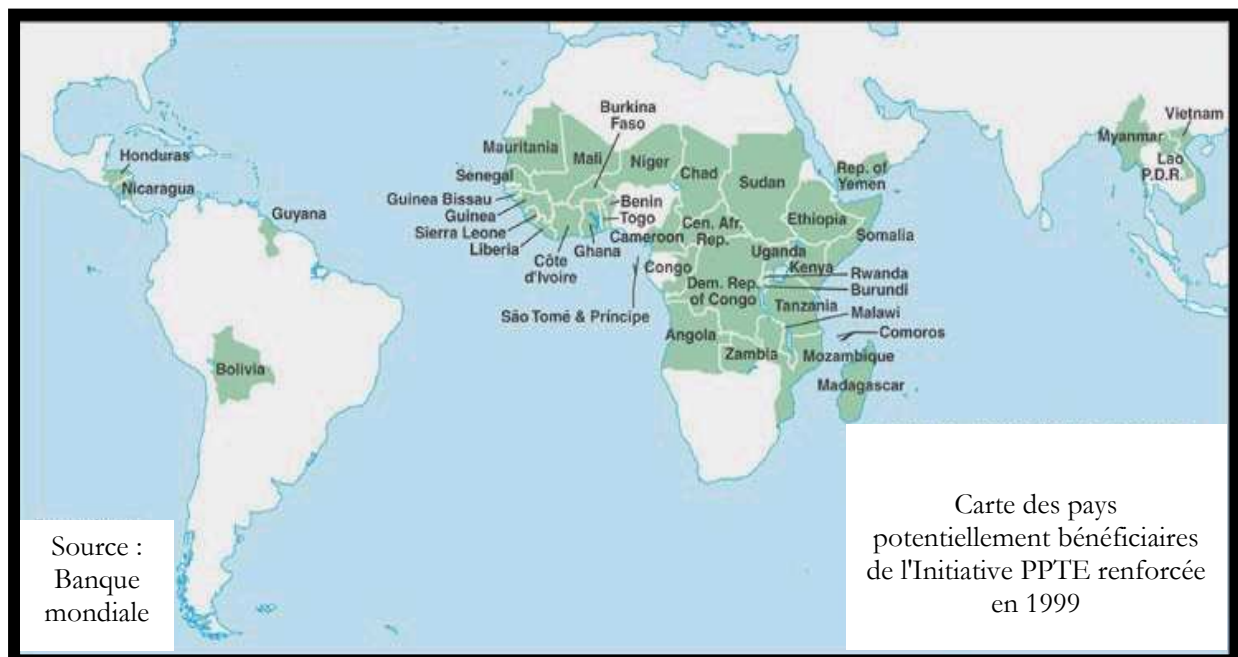 Honduras
Nicaragua
Guyana
Bolivia
Burkina
Faso
Mauritania
Mali
Niger
Chad
Sudan
Senegal
Guinea Bissau
Guinea
Sierra Leone
Liberia
Côte
d'Ivoire
Ghana
Benin
Togo
Cameroon
Cen. Afr.
Rep.
Ethiopia
Somalia
Uganda
Kenya
Rwanda
Burundi
Congo
Dem. Rep.
of Congo
São Tomé & Príncipe
Tanzania
Malawi
Comoros
Angola
Zambia
Mozambique
Madagascar
Rep. of
Yemen
Myanmar
Vietnam
Lao
P.D.R.
Source :
Banque
mondiale
Carte des pays
potentiellement bénéficiaires
de l'Initiative PPTE renforcée
en 1999